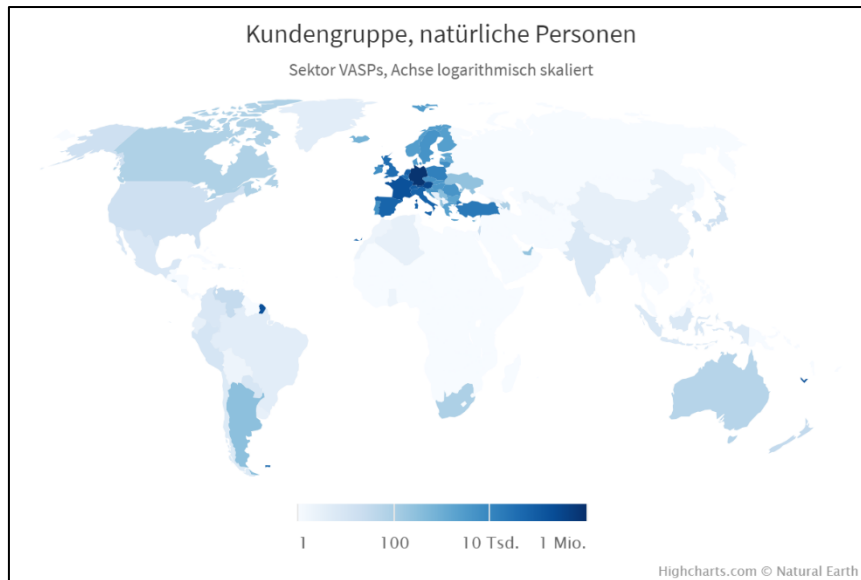 Kundengruppe, natürliche Personen
Sektor VASPs, Achse logarithmisch skaliert
1 100 10 Tsd. 1 Mio.
Highcharts.com © Natural Earth